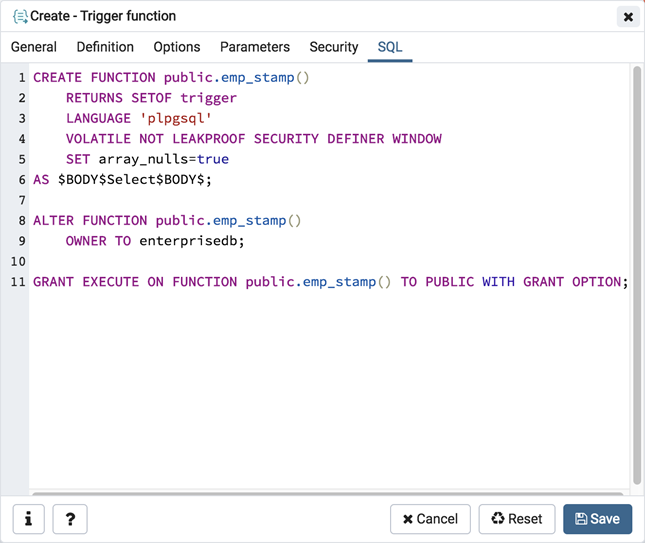 Create - Trigger function
General Definition Options Parameters Security SQL
1 CREATE FUNCTION public.emp_stamp()
2 RETURNS SETOF trigger
3 LANGUAGE 'plpgsql'
4 VOLATILE NOT LEAKPROOF SECURITY DEFINER WINDOW
5 SET array_nulls=true
6 AS $BODY$Select$BODY$;
7
8 ALTER FUNCTION public.emp_stamp()
9 OWNER TO enterprisedb;
10
11 GRANT EXECUTE ON FUNCTION public.emp_stamp() TO PUBLIC WITH GRANT OPTION;
i ? Cancel Reset Save